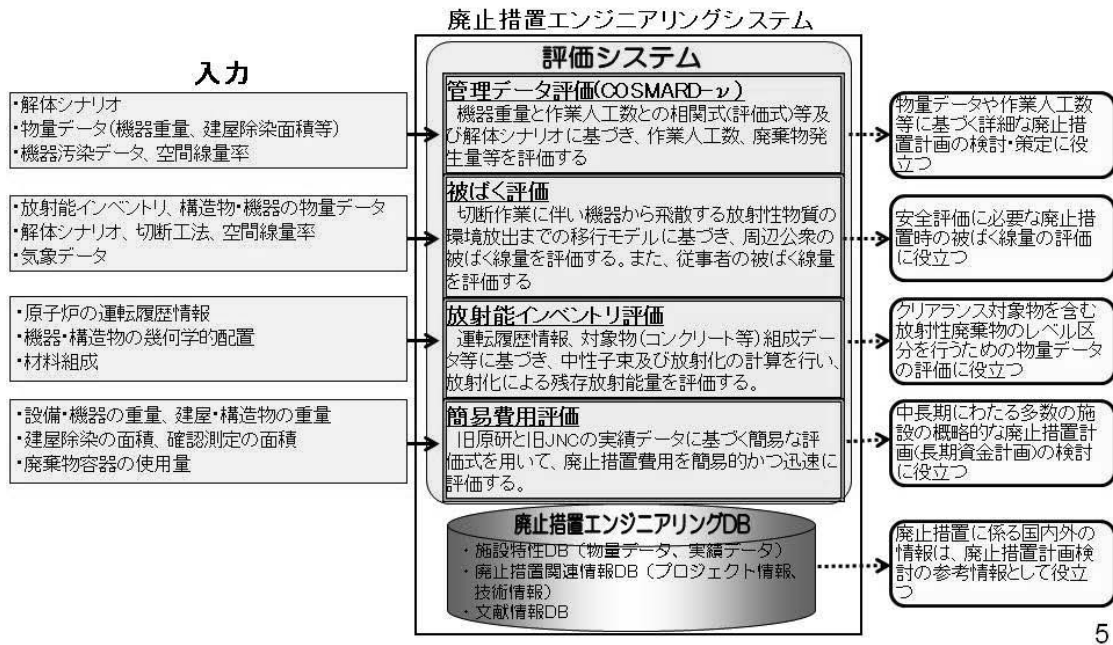 廃止措置エンジニアリングシステム
入力
・解体シナリオ
・物量データ(機器重量、建屋除染面積等)
・機器汚染データ、空間線量率
・放射能インベントリ、構造物・機器の物量データ
・解体シナリオ、切断工法、空間線量率
・気象データ
・原子炉の運転履歴情報
・機器・構造物の幾何学的配置
・材料組成
・設備・機器の重量、建屋・構造物の重量
・建屋除染の面積、確認測定の面積
・廃棄物容器の使用量
評価システム
管理データ評価(COSMARD-ν)
機器重量と作業人工数との相関式(評価式)等及
び解体シナリオに基づき、作業人工数、廃棄物発
生量等を評価する
被ばく評価
切断作業に伴い機器から飛散する放射性物質の
環境放出までの移行モデルに基づき、周辺公衆の
被ばく線量を評価する。また、従事者の被ばく線量
を評価する
放射能インベントリ評価
運転履歴情報、対象物(コンクリート等)組成デー
タ等に基づき、中性子束及び放射化の計算を行い、
放射化による残存放射能量を評価する。
簡易費用評価
旧原研と旧JNCの実績データに基づく簡易な評
価式を用いて、廃止措置費用を簡易的かつ迅速に
評価する。
廃止措置エンジニアリングDB
・施設特性DB(物量データ、実績データ)
・廃止措置関連情報DB(プロジェクト情報、
技術情報)
・文献情報DB
物量データや作業人工数
等に基づく詳細な廃止措
置計画の検討・策定に役
立つ
安全評価に必要な廃止措
置時の被ばく線量の評価
に役立つ
クリアランス対象物を含む
放射性廃棄物のレベル区
分を行うための物量データ
の評価に役立つ
中長期にわたる多数の施
設の概略的な廃止措置計
画(長期資金計画)の検討
に役立つ
廃止措置に係る国内外の
情報は、廃止措置計画検
討の参考情報として役立
つ
5